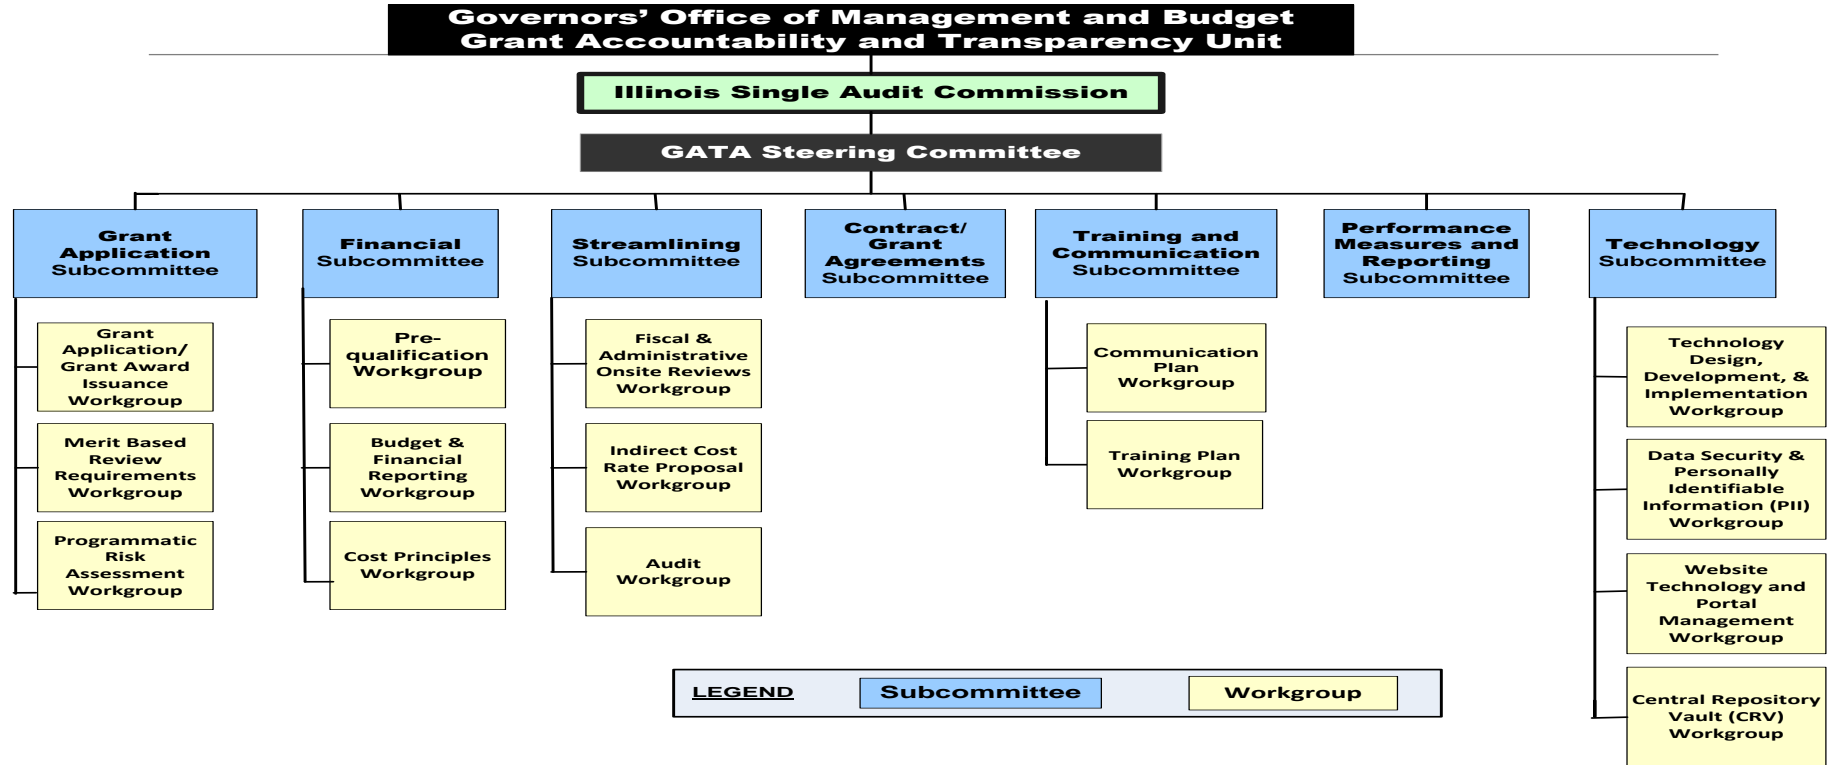 Governors’ Office of Management and Budget
Grant Accountability and Transparency Unit
Illinois Single Audit Commission
GATA Steering Committee
Grant
Application
Subcommittee
Financial
Subcommittee
Streamlining
Subcommittee
Contract/
Grant
Agreements
Subcommittee
Training and
Communication
Subcommittee
Performance
Measures and
Reporting
Subcommittee
Technology
Subcommittee
Grant
Application/
Grant Award
Issuance
Workgroup
Merit Based
Review
Requirements
Workgroup
Programmatic
Risk
Assessment
Workgroup
Pre-
qualification
Workgroup
Budget &
Financial
Reporting
Workgroup
Cost Principles
Workgroup
Fiscal &
Administrative
Onsite Reviews
Workgroup
Indirect Cost
Rate Proposal
Workgroup
Audit
Workgroup
Communication
Plan
Workgroup
Training Plan
Workgroup
Technology
Design,
Development, &
Implementation
Workgroup
Data Security &
Personally
Identifiable
Information (PII)
Workgroup
Website
Technology and
Portal
Management
Workgroup
Central Repository
Vault (CRV)
Workgroup
LEGEND
Subcommittee
Workgroup